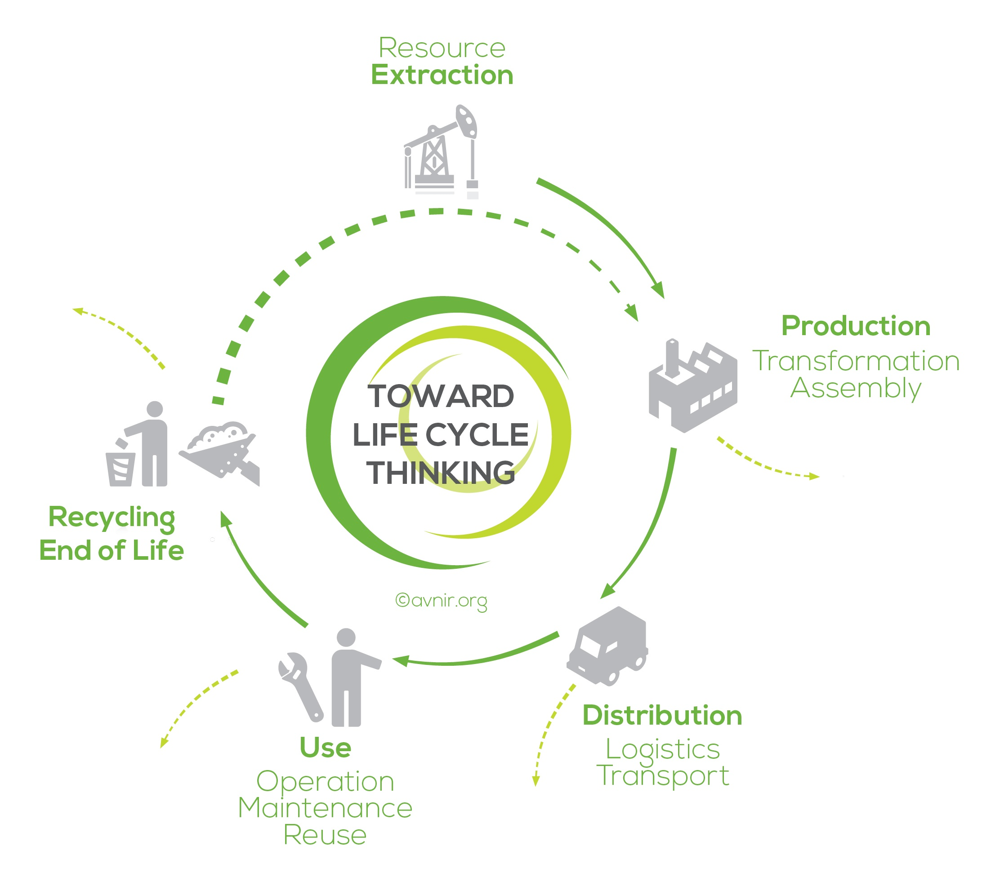 Resource
Extraction
Production
Transformation
Assembly
TOWARD
LIFE CYCLE
THINKING
Recycling
End of Life
©avnir.org
Distribution
Logistics
Transport
Use
Operation
Maintenance
Reuse